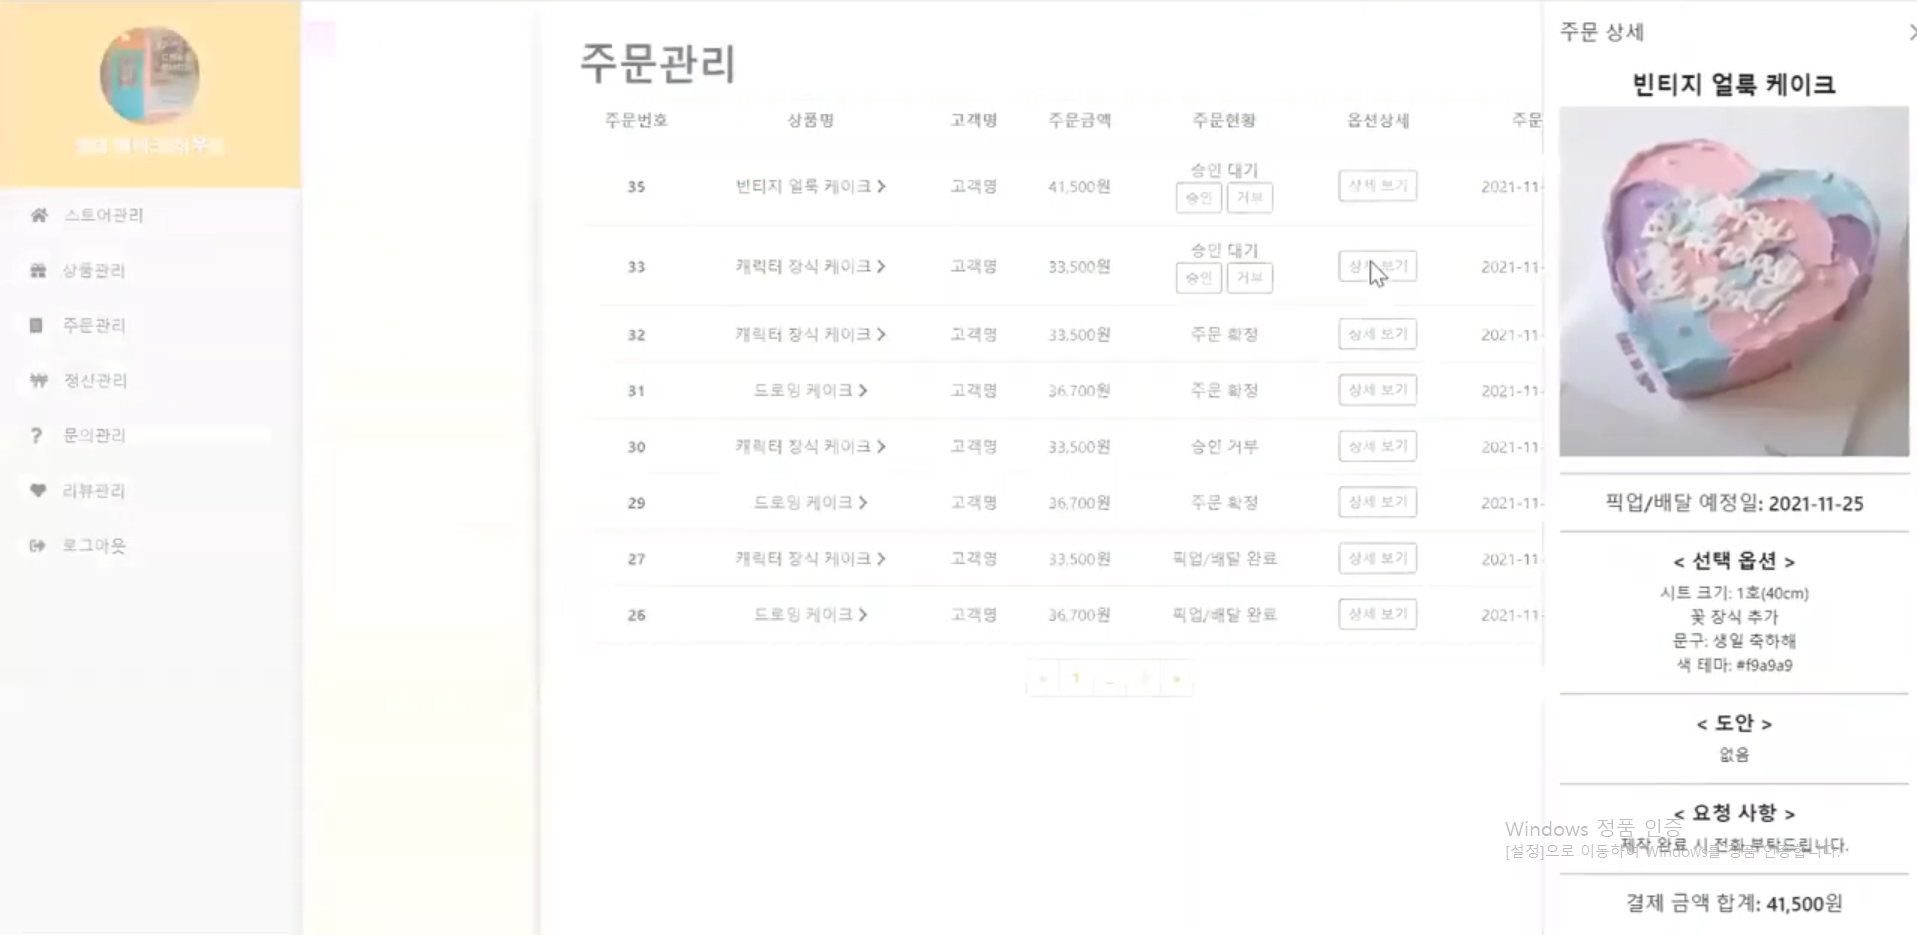 스토어관리
상품관리
주문관리
정산관리
문의관리
리뷰관리
로그아웃
주문관리
주문번호 상품명 고객명 주문금액 주문현황 옵션상세 주문
35 빈티지 얼룩 케이크 고객명 41,500원 승인 대기 승인 거부 상세 보기 2021-11-
33 캐릭터 장식 케이크 고객명 33,500원 승인 대기 승인 거부 상세 보기 2021-11-
32 캐릭터 장식 케이크 고객명 33,500원 주문 확정 상세 보기 2021-11-
31 드로잉 케이크 고객명 36,700원 주문 확정 상세 보기 2021-11-
30 캐릭터 장식 케이크 고객명 33,500원 승인 거부 상세 보기 2021-11-
29 드로잉 케이크 고객명 36,700원 주문 확정 상세 보기 2021-11-
27 캐릭터 장식 케이크 고객명 33,500원 픽업/배달 완료 상세 보기 2021-11-
26 드로잉 케이크 고객명 36,700원 픽업/배달 완료 상세 보기 2021-11-
« 1 »
주문 상세
빈티지 얼룩 케이크
픽업/배달 예정일: 2021-11-25
< 선택 옵션 >
시트 크기: 1호(40cm)
꽃 장식 추가
문구: 생일 축하해
색 테마: #f9a9a9
< 도안 >
없음
< 요청 사항 >
제작 완료 시 전화 부탁드립니다.
결제 금액 합계: 41,500원
Windows 정품 인증
[설정]으로 이동하여 Windows를 정품 인증합니다.